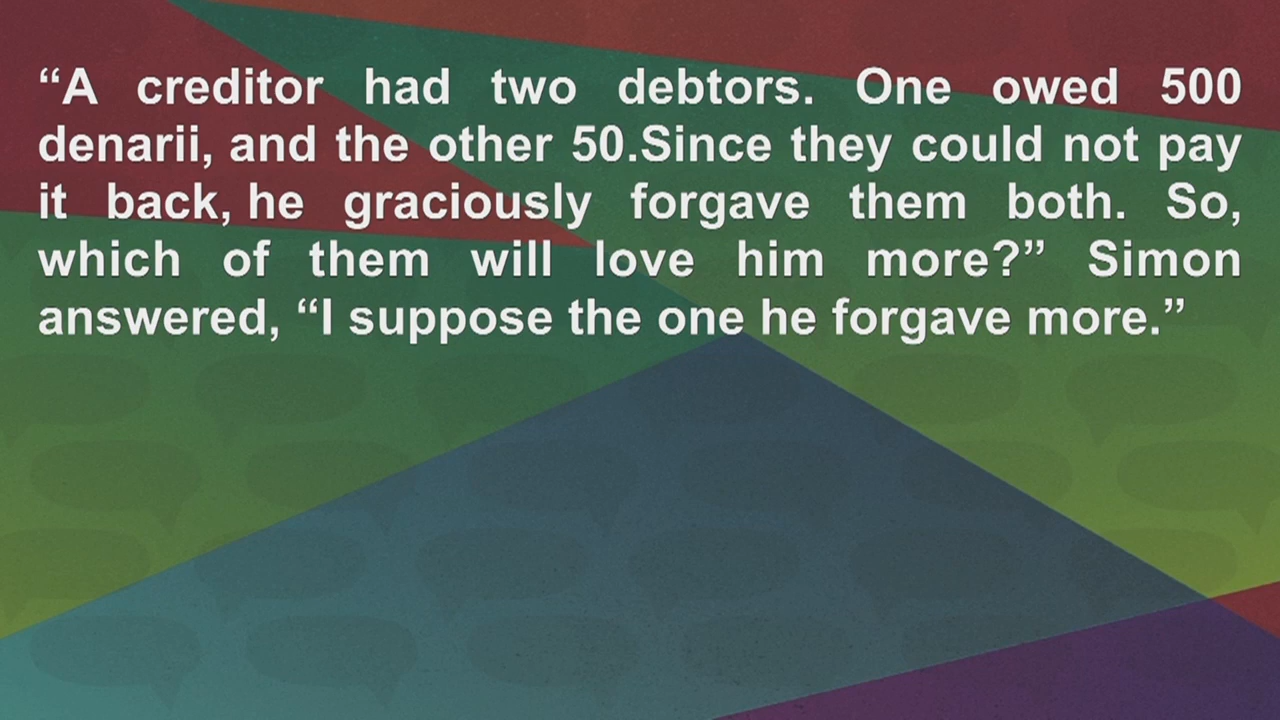 “A creditor had two debtors. One owed 500
denarii, and the other 50.Since they could not pay
it back, he graciously forgave them both. So,
which of them will love him more?” Simon
answered, “I suppose the one he forgave more.”